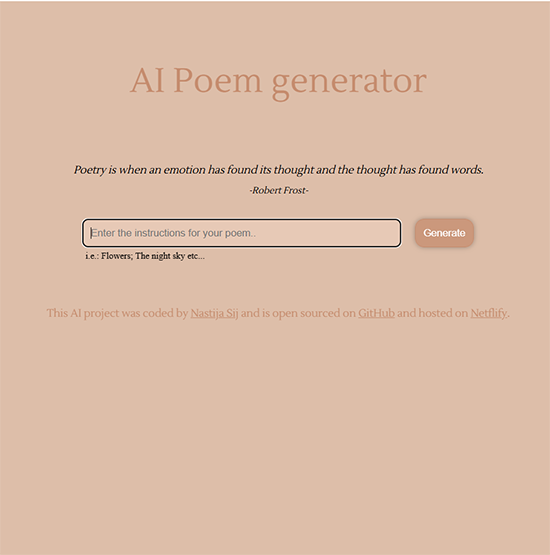 AI Poem generator
Poetry is when an emotion has found its thought and the thought has found words.
-Robert Frost-
Enter the instructions for your poem..
Generate
i.e.: Flowers; The night sky etc...
This AI project was coded by Nastija Sij and is open sourced on GitHub and hosted on Netflify.